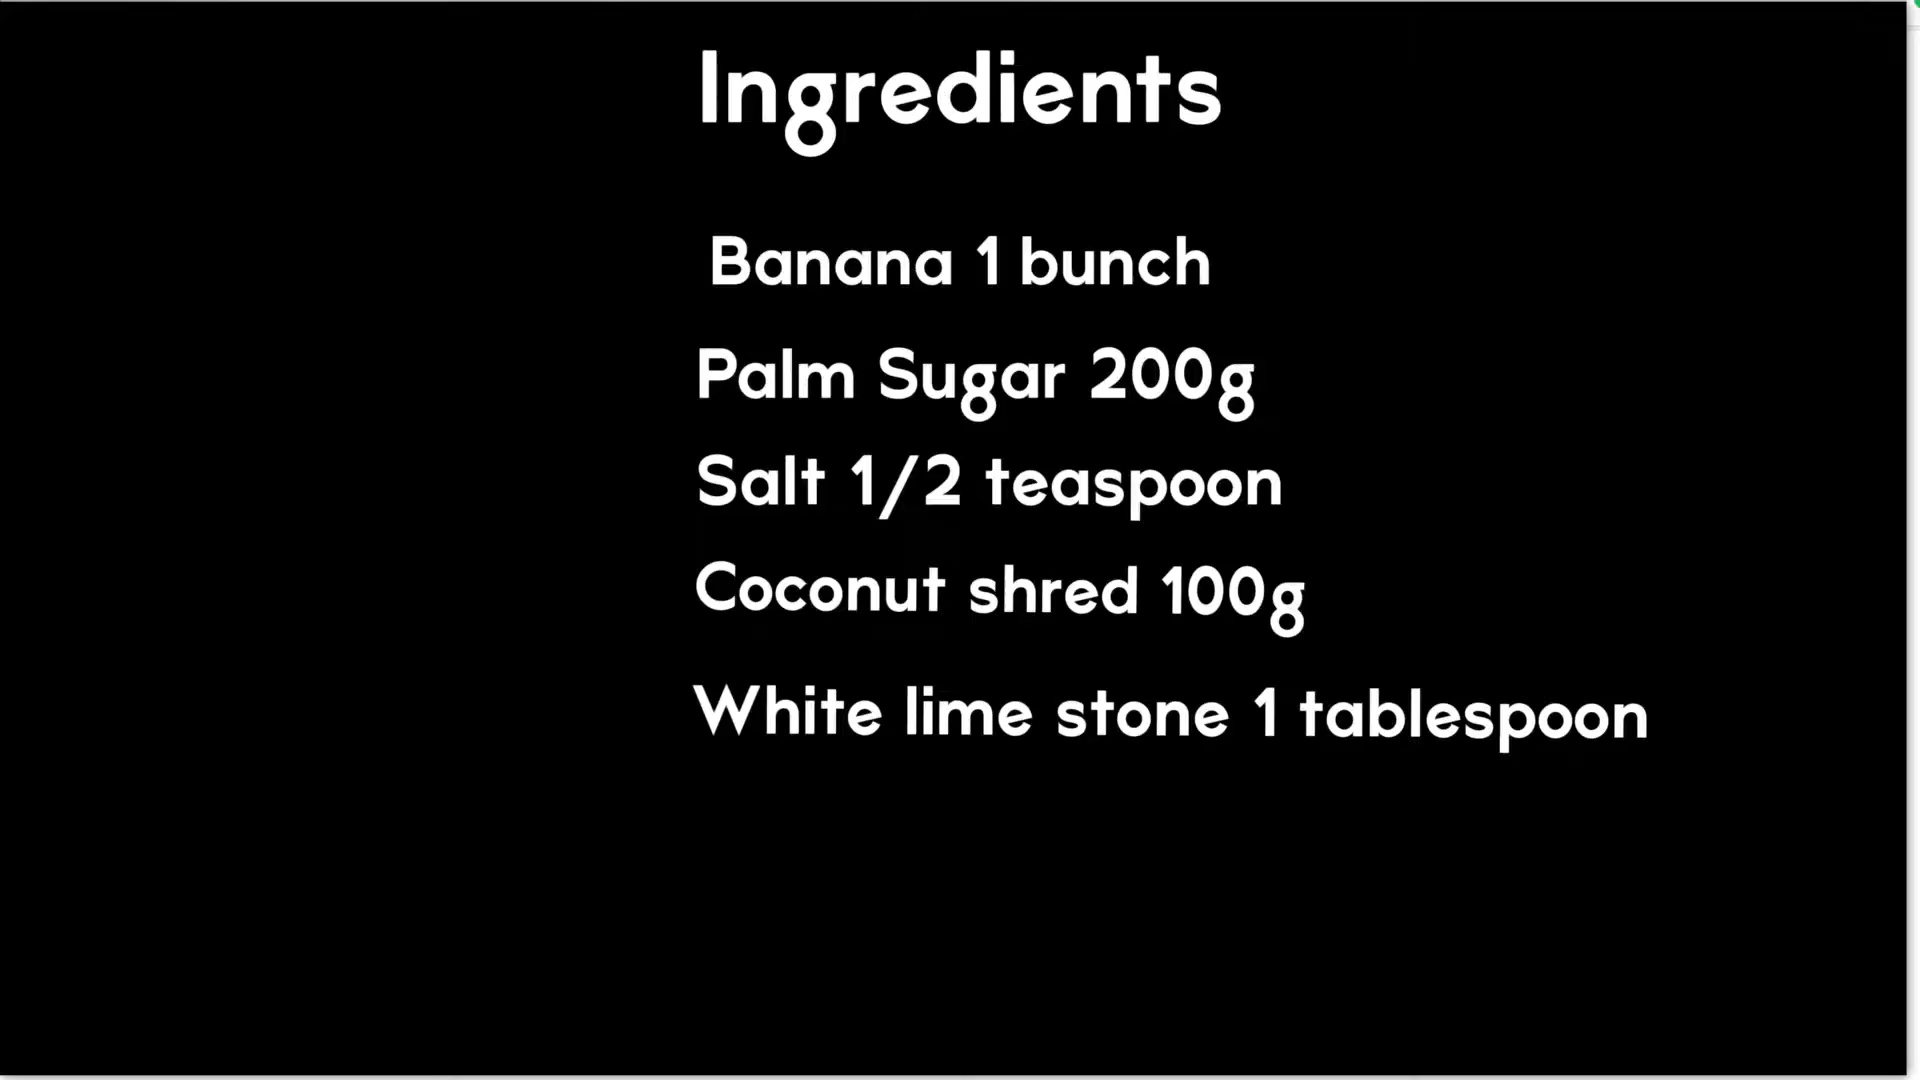 Ingredients
Banana 1 bunch
Palm Sugar 200g
Salt 1/2 teaspoon
Coconut shred 100g
White lime stone 1 tablespoon